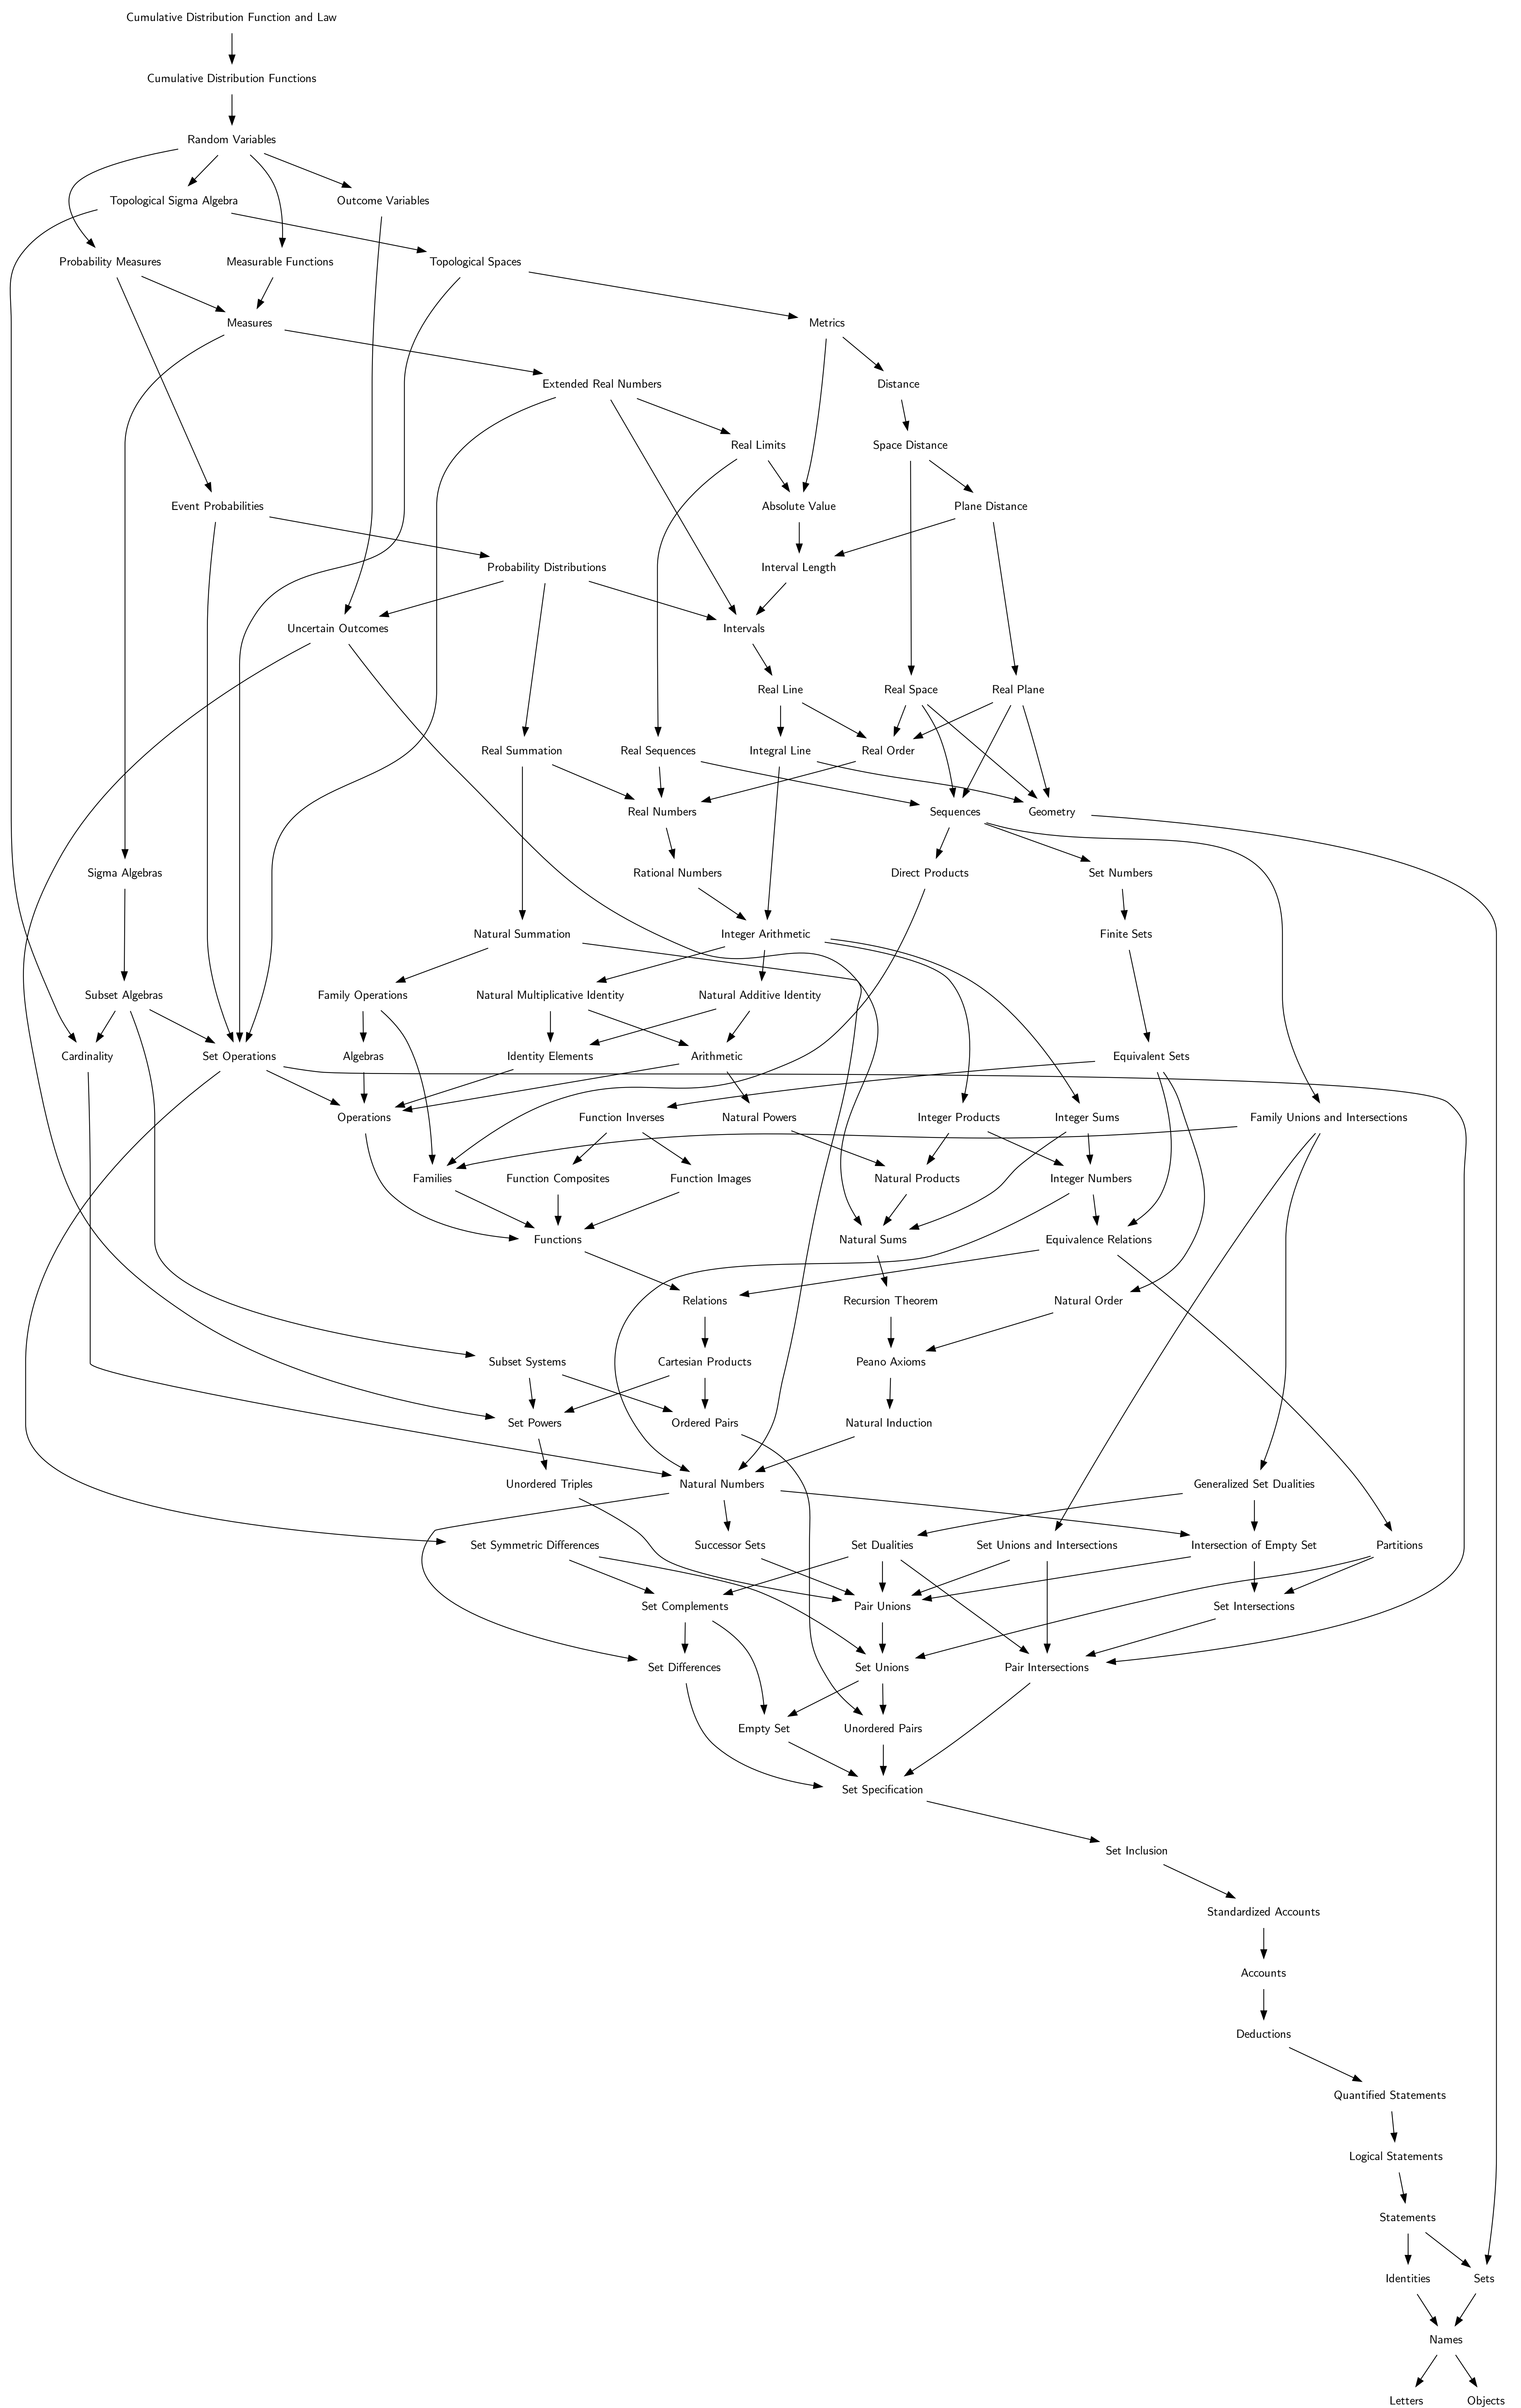 Cumulative Distribution Function and Law
Cumulative Distribution Functions
Random Variables
Topological Sigma Algebra
Outcome Variables
Probability Measures
Measurable Functions
Topological Spaces
Measures
Metrics
Extended Real Numbers
Distance
Real Limits
Space Distance
Event Probabilities
Absolute Value
Plane Distance
Probability Distributions
Interval Length
Uncertain Outcomes
Intervals
Real Line
Real Space
Real Plane
Real Summation
Real Sequences
Integral Line
Real Order
Real Numbers
Sequences
Geometry
Sigma Algebras
Rational Numbers
Direct Products
Set Numbers
Natural Summation
Integer Arithmetic
Finite Sets
Subset Algebras
Family Operations
Natural Multiplicative Identity
Natural Additive Identity
Cardinality
Set Operations
Algebras
Identity Elements
Arithmetic
Equivalent Sets
Operations
Function Inverses
Natural Powers
Integer Products
Integer Sums
Family Unions and Intersections
Families
Function Composites
Function Images
Natural Products
Integer Numbers
Functions
Natural Sums
Equivalence Relations
Relations
Recursion Theorem
Natural Order
Subset Systems
Cartesian Products
Peano Axioms
Set Powers
Ordered Pairs
Natural Induction
Unordered Triples
Natural Numbers
Generalized Set Dualities
Set Symmetric Differences
Successor Sets
Set Dualities
Set Unions and Intersections
Intersection of Empty Set
Partitions
Set Complements
Pair Unions
Set Intersections
Set Differences
Set Unions
Pair Intersections
Empty Set
Unordered Pairs
Set Specification
Set Inclusion
Standardized Accounts
Accounts
Deductions
Quantified Statements
Logical Statements
Statements
Identities
Sets
Names
Letters
Objects